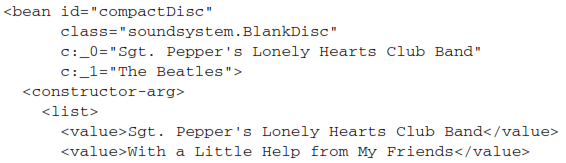 <bean id="compactDisc"
class="soundsystem.BlankDisc"
c:_0="Sgt. Pepper's Lonely Hearts Club Band"
c:_1="The Beatles">
<constructor-arg>
<list>
<value>Sgt. Pepper's Lonely Hearts Club Band</value>
<value>With a Little Help from My Friends</value>